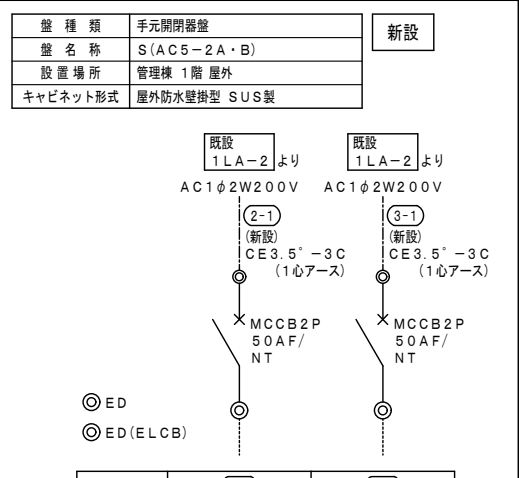 盤種類 手元開閉器盤
盤名称 S(AC5-2A・B)
設置場所 管理棟 1階 屋外
キャビネット形式 屋外防水壁掛型 SUS製
新設
既設
1LA-2 より
AC1φ2W200V
2-1
(新設)
CE3.5°-3C
(1心アース)
MCCB2P
50AF/
NT
既設
1LA-2 より
AC1φ2W200V
3-1
(新設)
CE3.5°-3C
(1心アース)
MCCB2P
50AF/
NT
ED
ED(ELCB)